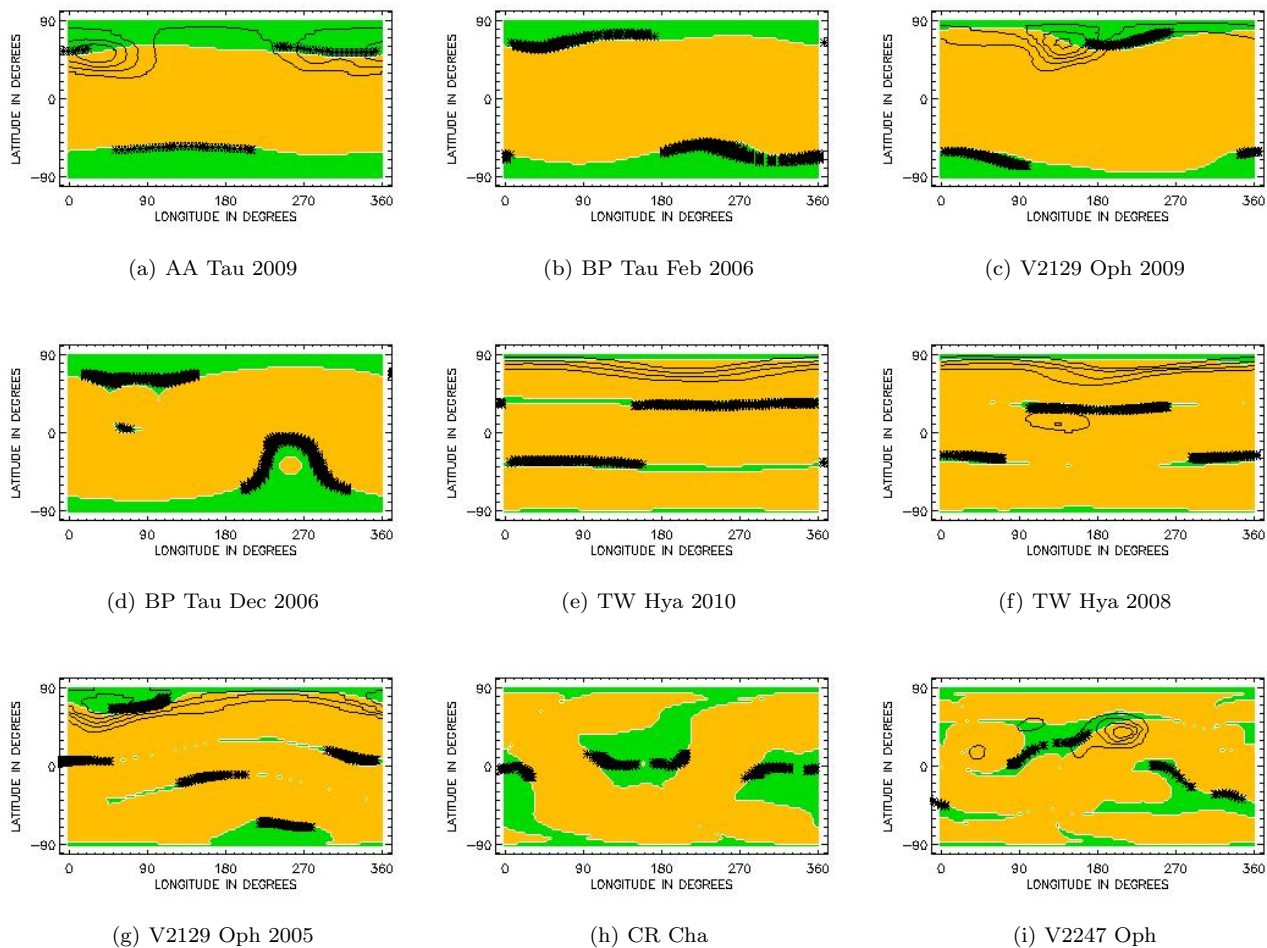 90
0
-90
LATITUDE IN DEGREES
0 90 180 270 360
LONGITUDE IN DEGREES
(a) AA Tau 2009
90
0
-90
LATITUDE IN DEGREES
0 90 180 270 360
LONGITUDE IN DEGREES
(b) BP Tau Feb 2006
90
0
-90
LATITUDE IN DEGREES
0 90 180 270 360
LONGITUDE IN DEGREES
(c) V2129 Oph 2009
90
0
-90
LATITUDE IN DEGREES
0 90 180 270 360
LONGITUDE IN DEGREES
(d) BP Tau Dec 2006
90
0
-90
LATITUDE IN DEGREES
0 90 180 270 360
LONGITUDE IN DEGREES
(e) TW Hya 2010
90
0
-90
LATITUDE IN DEGREES
0 90 180 270 360
LONGITUDE IN DEGREES
(f) TW Hya 2008
90
0
-90
LATITUDE IN DEGREES
0 90 180 270 360
LONGITUDE IN DEGREES
(g) V2129 Oph 2005
90
0
-90
LATITUDE IN DEGREES
0 90 180 270 360
LONGITUDE IN DEGREES
(h) CR Cha
90
0
-90
LATITUDE IN DEGREES
0 90 180 270 360
LONGITUDE IN DEGREES
(i) V2247 Oph